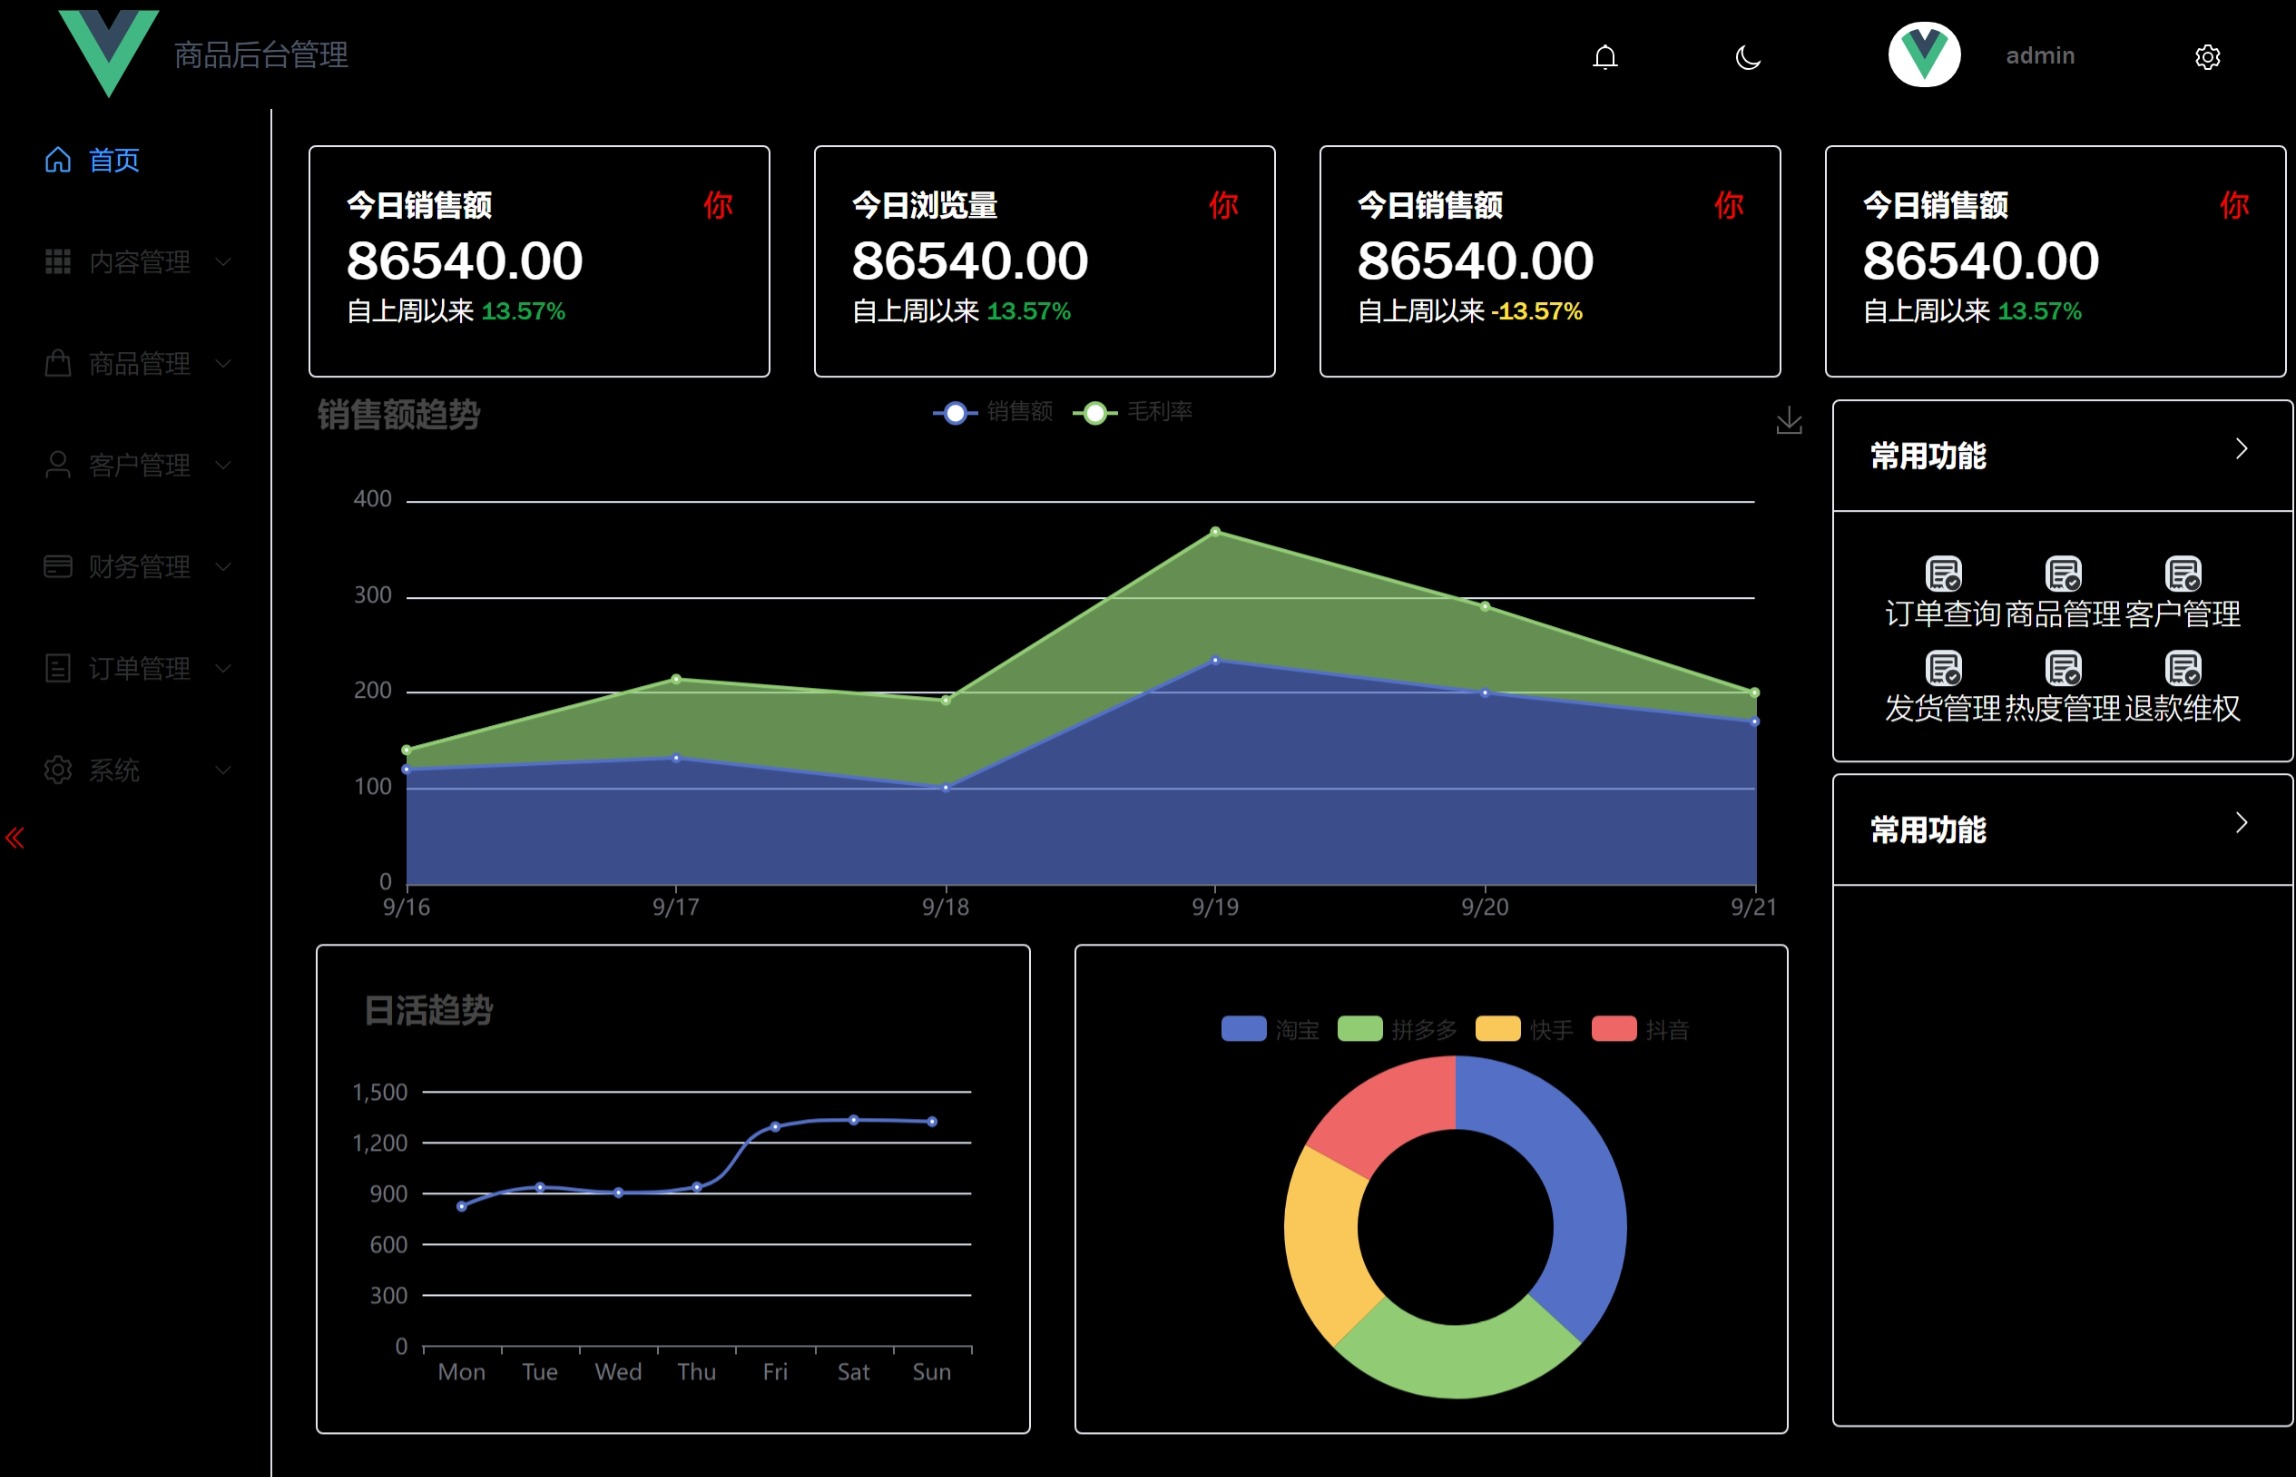 商品后台管理
admin
首页
内容管理
商品管理
客户管理
财务管理
订单管理
系统
今日销售额 你
86540.00
自上周以来 13.57%
今日浏览量 你
86540.00
自上周以来 13.57%
今日销售额 你
86540.00
自上周以来 -13.57%
今日销售额 你
86540.00
自上周以来 13.57%
销售额趋势
销售额 毛利率
400
300
200
100
0
9/16 9/17 9/18 9/19 9/20 9/21
常用功能
订单查询 商品管理 客户管理
发货管理 热度管理 退款维权
常用功能
日活趋势
1,500
1,200
900
600
300
0
Mon Tue Wed Thu Fri Sat Sun
淘宝 拼多多 快手 抖音